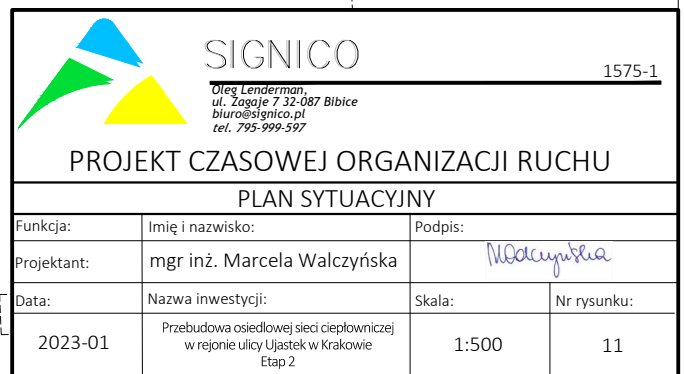 SIGNICO
1575-1
Oleg Lenderman,
ul. Zagaje 7 32-087 Bibice
biuro@signico.pl
tel. 795-999-597
PROJEKT CZASOWEJ ORGANIZACJI RUCHU
PLAN SYTUACYJNY
Funkcja: Imię i nazwisko: Podpis:
Projektant: mgr inż. Marcela Walczyńska Walczyńska
Data: Nazwa inwestycji: Skala: Nr rysunku:
2023-01 Przebudowa osiedlowej sieci ciepłowniczej
w rejonie ulicy Ujastek w Krakowie
Etap 2
1:500 11